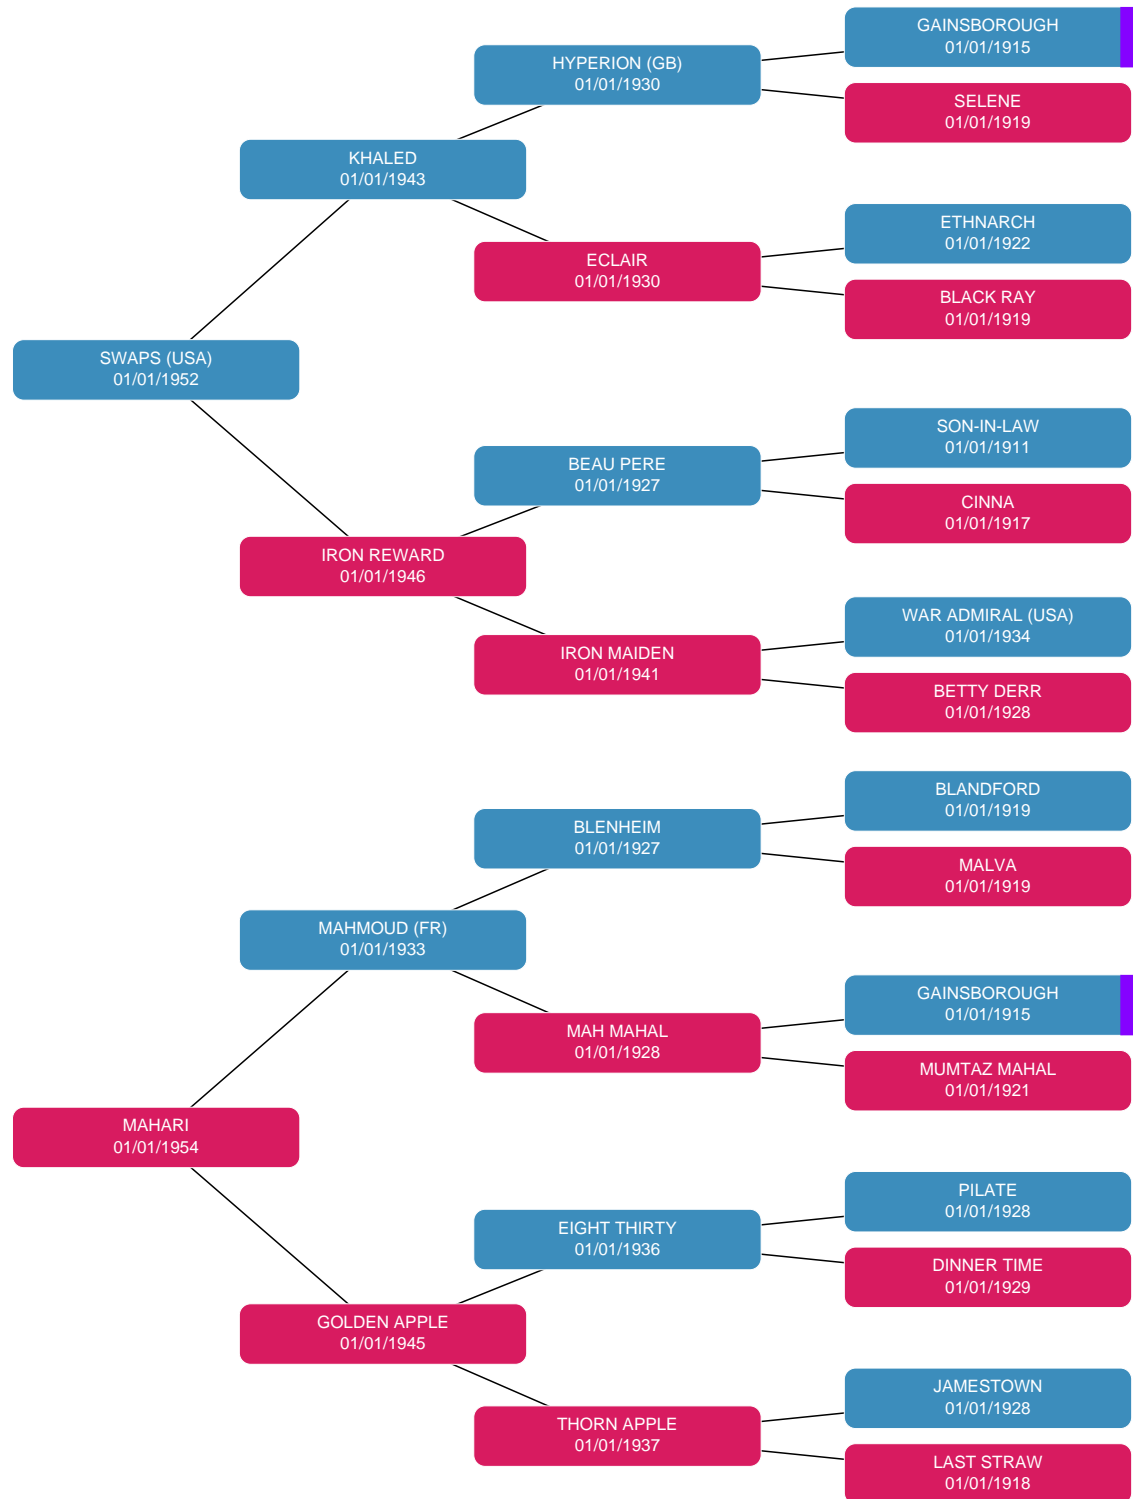 GAINSBOROUGH
01/01/1915
HYPERION (GB)
01/01/1930
SELENE
01/01/1919
KHALED
01/01/1943
ETHNARCH
01/01/1922
ECLAIR
01/01/1930
BLACK RAY
01/01/1919
SWAPS (USA)
01/01/1952
SON-IN-LAW
01/01/1911
BEAU PERE
01/01/1927
CINNA
01/01/1917
IRON REWARD
01/01/1946
WAR ADMIRAL (USA)
01/01/1934
IRON MAIDEN
01/01/1941
BETTY DERR
01/01/1928
BLANDFORD
01/01/1919
BLENHEIM
01/01/1927
MALVA
01/01/1919
MAHMOUD (FR)
01/01/1933
GAINSBOROUGH
01/01/1915
MAH MAHAL
01/01/1928
MUMTAZ MAHAL
01/01/1921
MAHARI
01/01/1954
PILATE
01/01/1928
EIGHT THIRTY
01/01/1936
DINNER TIME
01/01/1929
GOLDEN APPLE
01/01/1945
JAMESTOWN
01/01/1928
THORN APPLE
01/01/1937
LAST STRAW
01/01/1918